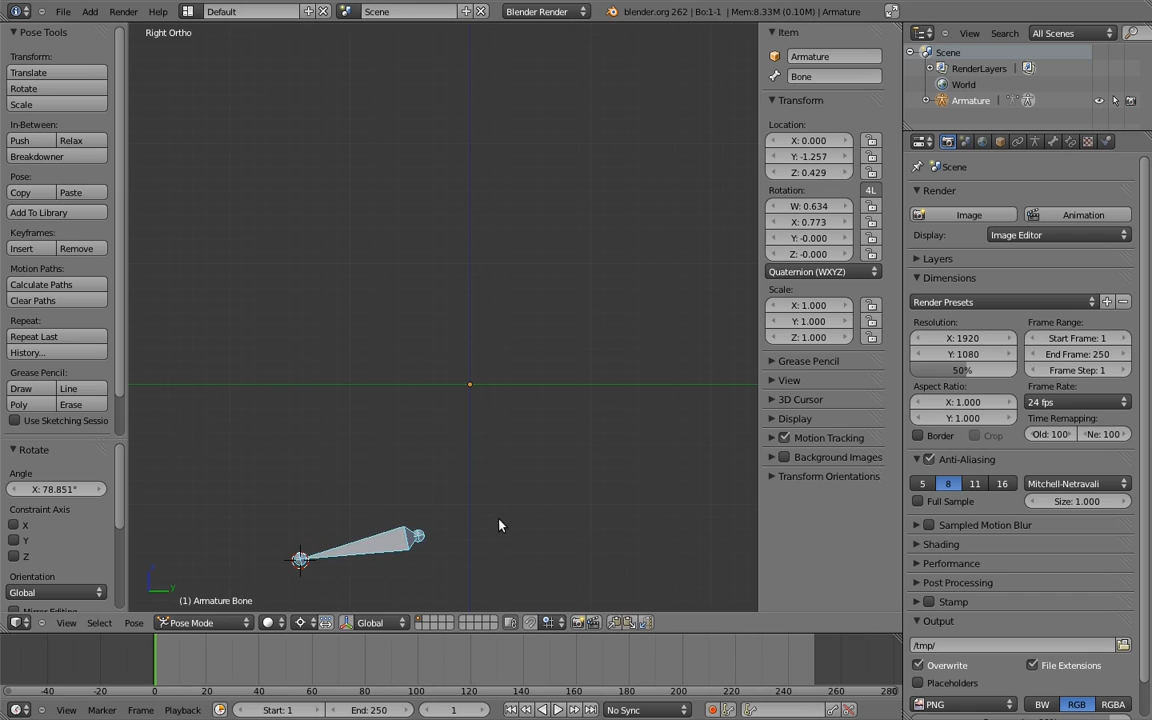 File Add Render Help Default Scene Blender Render blender.org 262 | Bo:1-1 | Mem:8.33M (0.10M) | Armature
Pose Tools
Transform:
Translate
Rotate
Scale
In-Between:
Push Relax
Breakdowner
Pose:
Copy Paste
Add To Library
Keyframes:
Insert Remove
Motion Paths:
Calculate Paths
Clear Paths
Repeat:
Repeat Last
History...
Grease Pencil:
Draw Line
Poly Erase
Use Sketching Sessio
Rotate
Angle
X: 78.851°
Constraint Axis
X
Y
Z
Orientation
Global
Right Ortho
z
y
(1) Armature Bone
Item
Armature
Bone
Transform
Location:
X: 0.000
Y: -1.257
Z: 0.429
Rotation: 4L
W: 0.634
X: 0.773
Y: -0.000
Z: -0.000
Quaternion (WXYZ)
Scale:
X: 1.000
Y: 1.000
Z: 1.000
Grease Pencil
View
3D Cursor
Display
Motion Tracking
Background Images
Transform Orientations
View Select Pose Pose Mode Global
-40 -20 0 20 40 60 80 100 120 140 160 180 200 220 240 260 280
View Marker Frame Playback Start: 1 End: 250 1 No Sync
View Search All Scenes
Scene
RenderLayers |
World
Armature |
Scene
Render
Image Animation
Display: Image Editor
Layers
Dimensions
Render Presets
Resolution: Frame Range:
X: 1920 Start Frame: 1
Y: 1080 End Frame: 250
50% Frame Step: 1
Aspect Ratio: Frame Rate:
X: 1.000 24 fps
Y: 1.000 Time Remapping:
Border Crop Old: 100 Ne: 100
Anti-Aliasing
5 8 11 16 Mitchell-Netravali
Full Sample Size: 1.000
Sampled Motion Blur
Shading
Performance
Post Processing
Stamp
Output
/tmp/
Overwrite File Extensions
Placeholders
PNG BW RGB RGBA